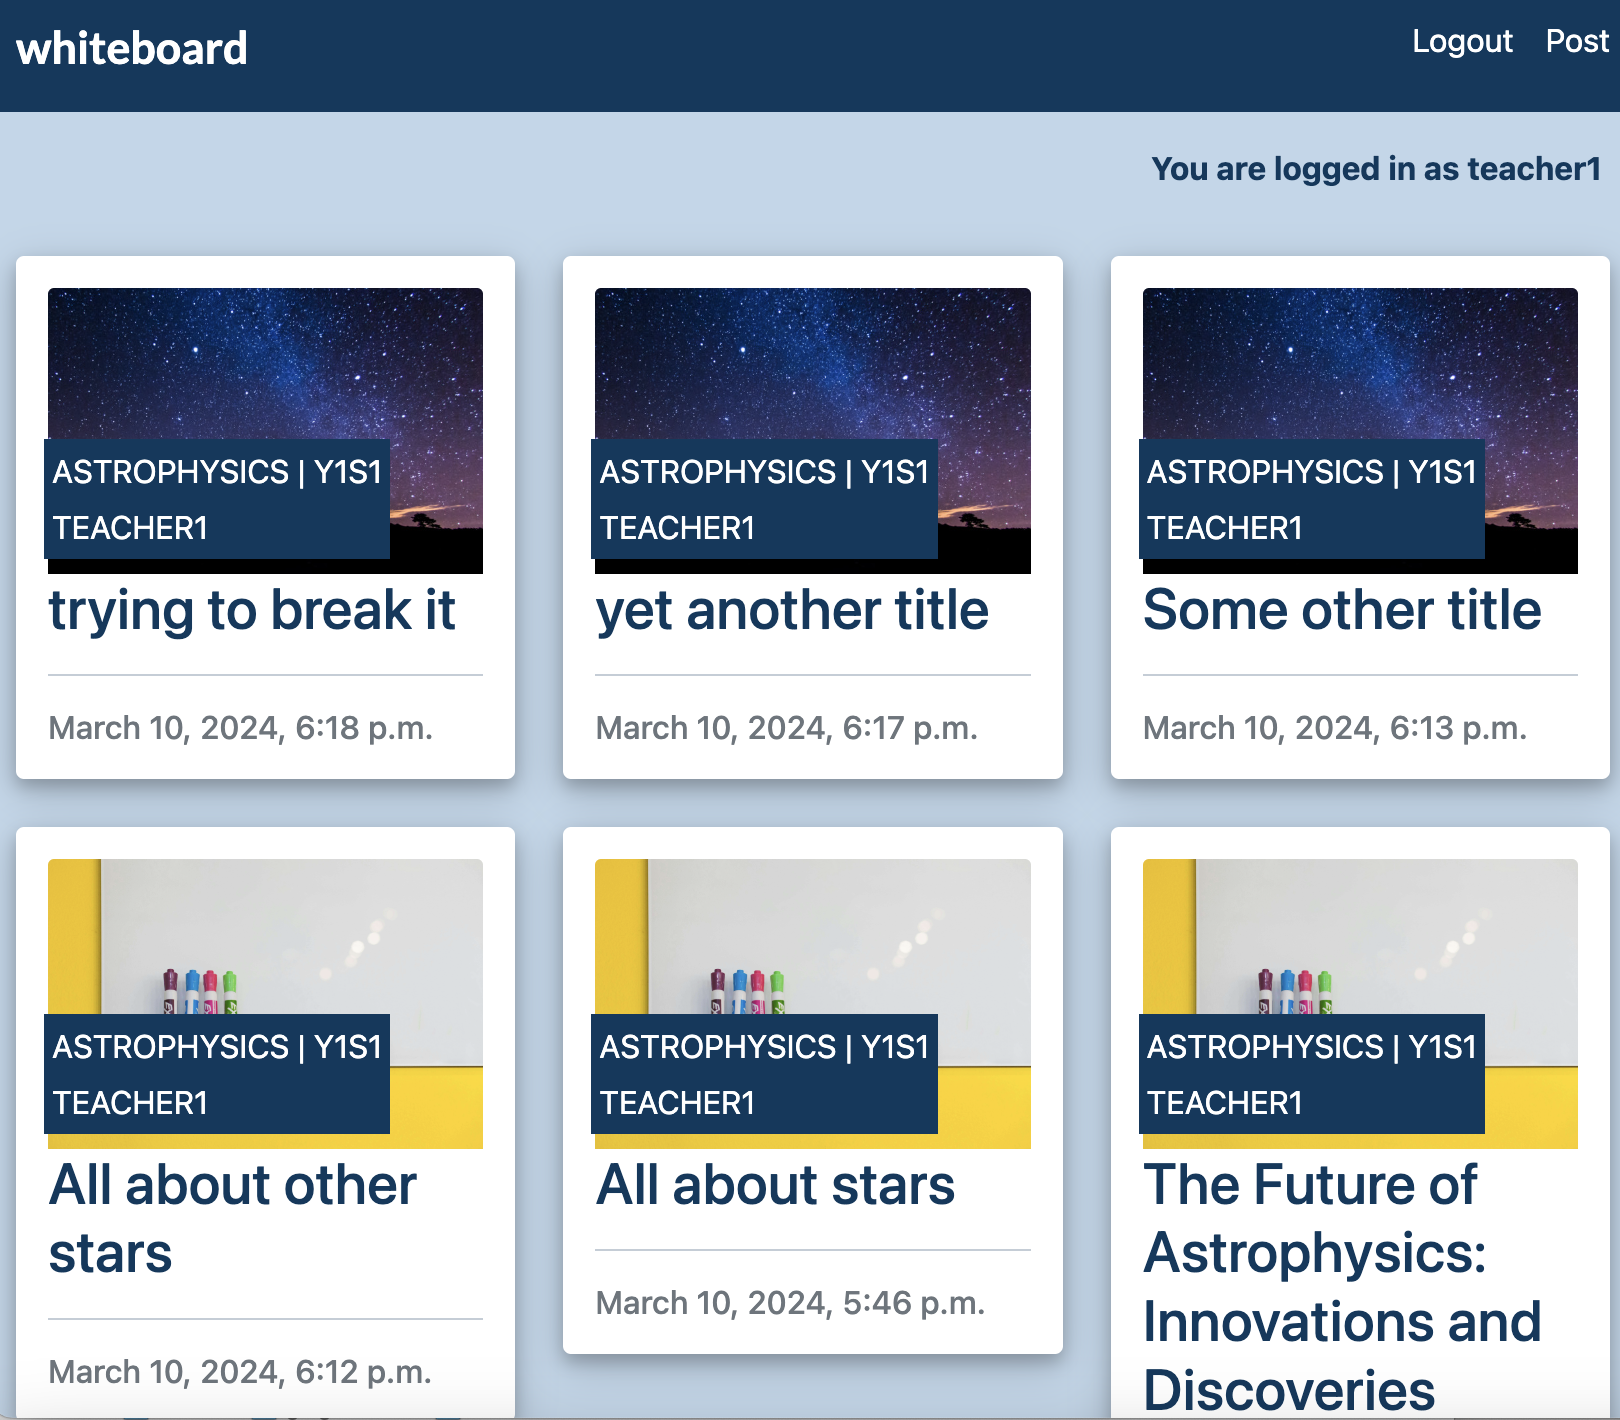 whiteboard
Logout Post
You are logged in as teacher1
ASTROPHYSICS | Y1S1
TEACHER1
trying to break it
March 10, 2024, 6:18 p.m.
ASTROPHYSICS | Y1S1
TEACHER1
yet another title
March 10, 2024, 6:17 p.m.
ASTROPHYSICS | Y1S1
TEACHER1
Some other title
March 10, 2024, 6:13 p.m.
ASTROPHYSICS | Y1S1
TEACHER1
All about other
stars
March 10, 2024, 6:12 p.m.
ASTROPHYSICS | Y1S1
TEACHER1
All about stars
March 10, 2024, 5:46 p.m.
ASTROPHYSICS | Y1S1
TEACHER1
The Future of
Astrophysics:
Innovations and
Discoveries